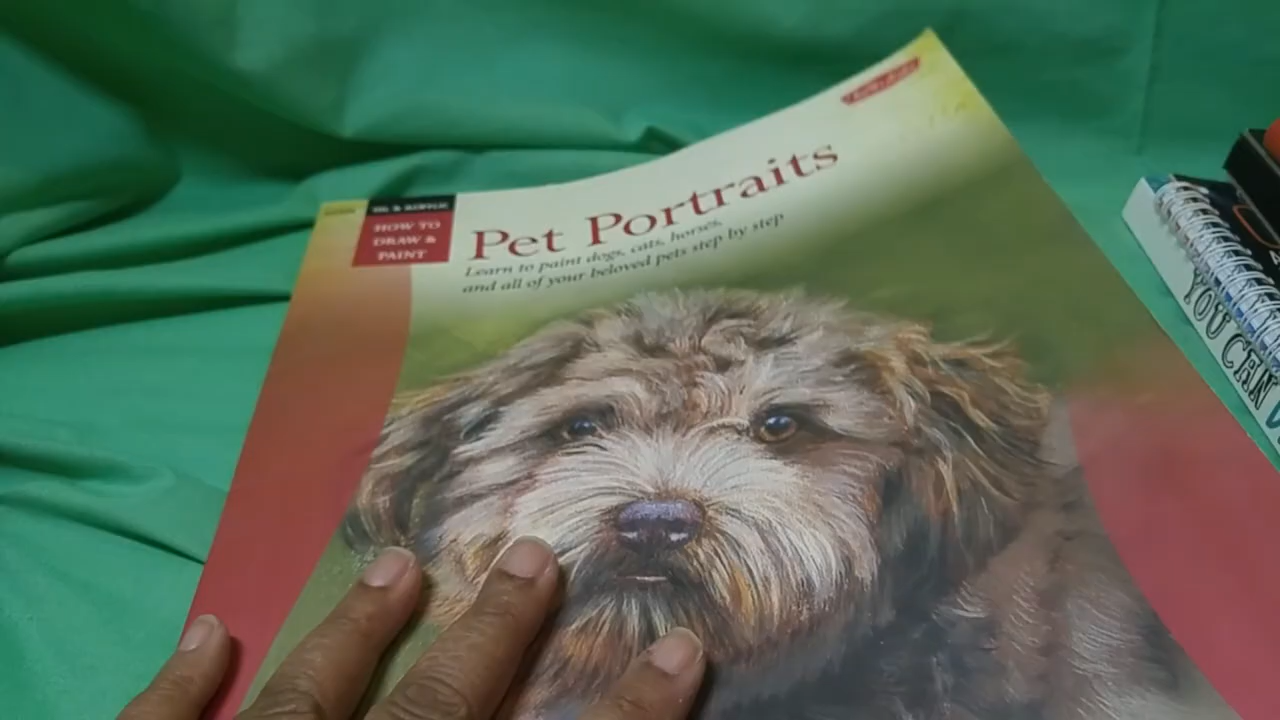 OIL & ACRYLIC
HOW TO
DRAW &
PAINT
Pet Portraits
Learn to paint dogs, cats, horses,
and all of your beloved pets step by step
YOU CAN